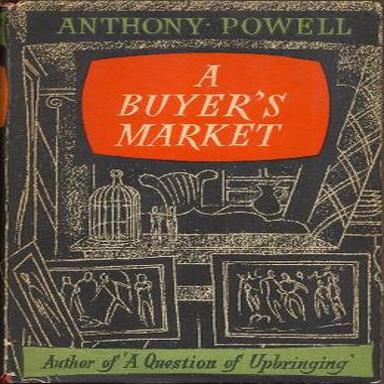 ANTHONY · POWELL
A
BUYER'S
MARKET
Author of 'A Question of Upbringing'